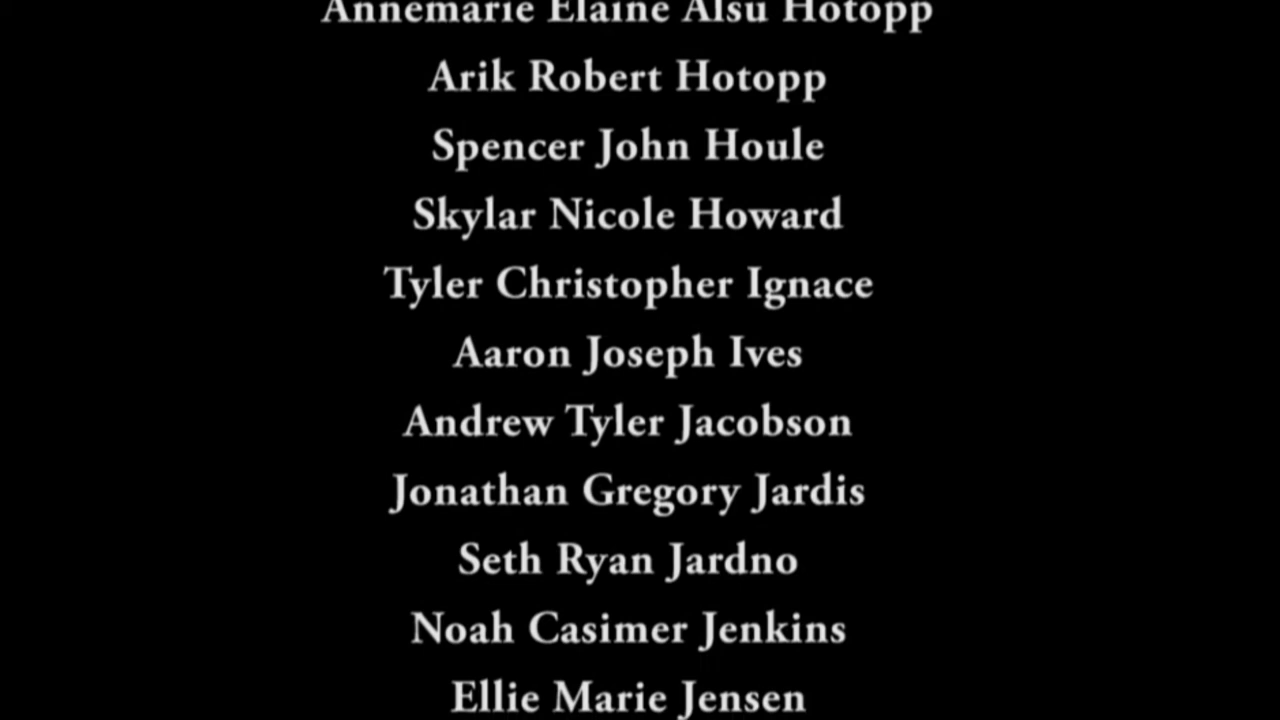 Annemarie Elaine Alsu Hotopp
Arik Robert Hotopp
Spencer John Houle
Skylar Nicole Howard
Tyler Christopher Ignace
Aaron Joseph Ives
Andrew Tyler Jacobson
Jonathan Gregory Jardis
Seth Ryan Jardno
Noah Casimer Jenkins
Ellie Marie Jensen